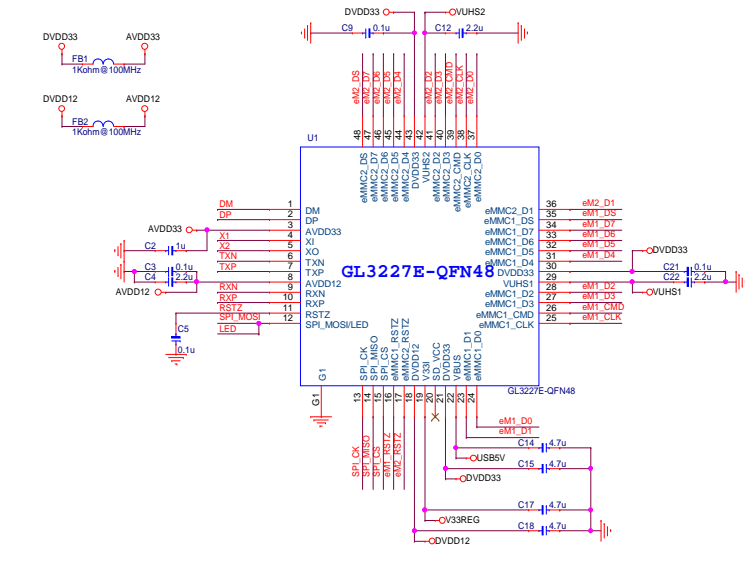 DVDD33
VUHS2
C9
0.1u
C12
2.2u
DVDD33
AVDD33
FB1
1Kohm@100MHz
DVDD12
AVDD12
FB2
1Kohm@100MHz
eM2_DS
eM2_D7
eM2_D6
eM2_D5
eM2_D4
eM2_D2
eM2_D3
eM2_CMD
eM2_CLK
eM2_D0
48
47
46
45
44
43
42
41
40
39
38
37
U1
eMMC2_DS
eMMC2_D7
eMMC2_D6
eMMC2_D5
eMMC2_D4
DVDD33
VUHS2
eMMC2_D2
eMMC2_D3
eMMC2_CMD
eMMC2_CLK
eMMC2_D0
DM 1 DM
DP 2 DP
AVDD33 3 AVDD33
X1 4 XI
X2 5 XO
TXN 6 TXN
TXP 7 TXP
8 AVDD12
RXN 9 RXN
RXP 10 RXP
RSTZ 11 RSTZ
SPI_MOSI 12 SPI_MOSI/LED
LED
C2 1u
C3 0.1u
C4 2.2u
AVDD12
C5
0.1u
GL3227E-QFN48
eMMC2_D1 36 eM2_D1
eMMC1_DS 35 eM1_DS
eMMC1_D7 34 eM1_D7
eMMC1_D6 33 eM1_D6
eMMC1_D5 32 eM1_D5
eMMC1_D4 31 eM1_D4
DVDD33 30
VUHS1 29
eMMC1_D2 28 eM1_D2
eMMC1_D3 27 eM1_D3
eMMC1_CMD 26 eM1_CMD
eMMC1_CLK 25 eM1_CLK
DVDD33
C21 0.1u
C22 2.2u
VUHS1
G1
SPI_CK
SPI_MISO
SPI_CS
eMMC1_RSTZ
eMMC2_RSTZ
DVDD12
V33I
SD_VCC
DVDD33
VBUS
eMMC1_D1
eMMC1_D0
GL3227E-QFN48
G1
13
14
15
16
17
18
19
20
21
22
23
24
SPI_CK
SPI_MISO
SPI_CS
eM1_RSTZ
eM2_RSTZ
eM1_D0
eM1_D1
C14 4.7u
USB5V
C15 4.7u
DVDD33
C17 4.7u
V33REG
C18 4.7u
DVDD12